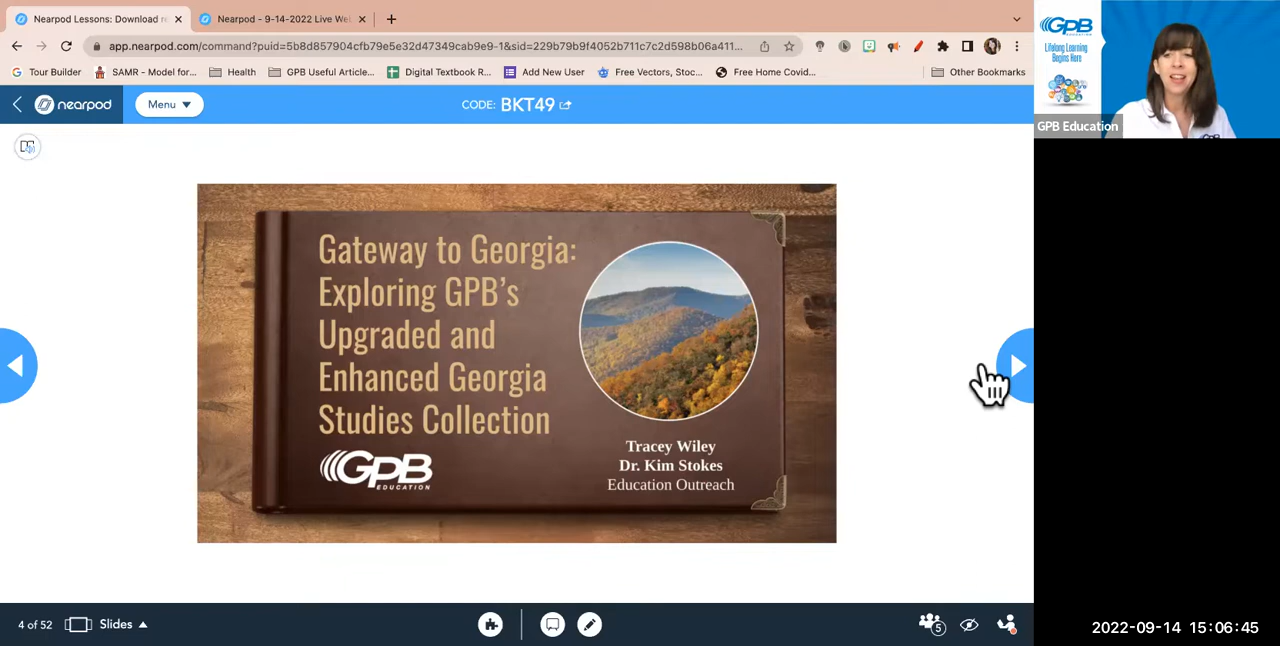 Nearpod Lessons: Download re
Nearpod - 9-14-2022 Live We
app.nearpod.com/command?puid=5b8d857904cfb79e5e32d47349cab9e9-1&sid=229b79b9f4052b711c7c2d598b06a411...
Tour Builder
SAMR - Model for...
Health
GPB Useful Article...
Digital Textbook R...
Add New User
Free Vectors, Stoc...
Free Home Covid...
Other Bookmarks
nearpod
Menu
CODE: BKT49
Gateway to Georgia:
Exploring GPB's
Upgraded and
Enhanced Georgia
Studies Collection
GPB
EDUCATION
Tracey Wiley
Dr. Kim Stokes
Education Outreach
4 of 52
Slides
5
GPB
EDUCATION
Lifelong Learning
Begins Here
GPB Education
2022-09-14 15:06:45